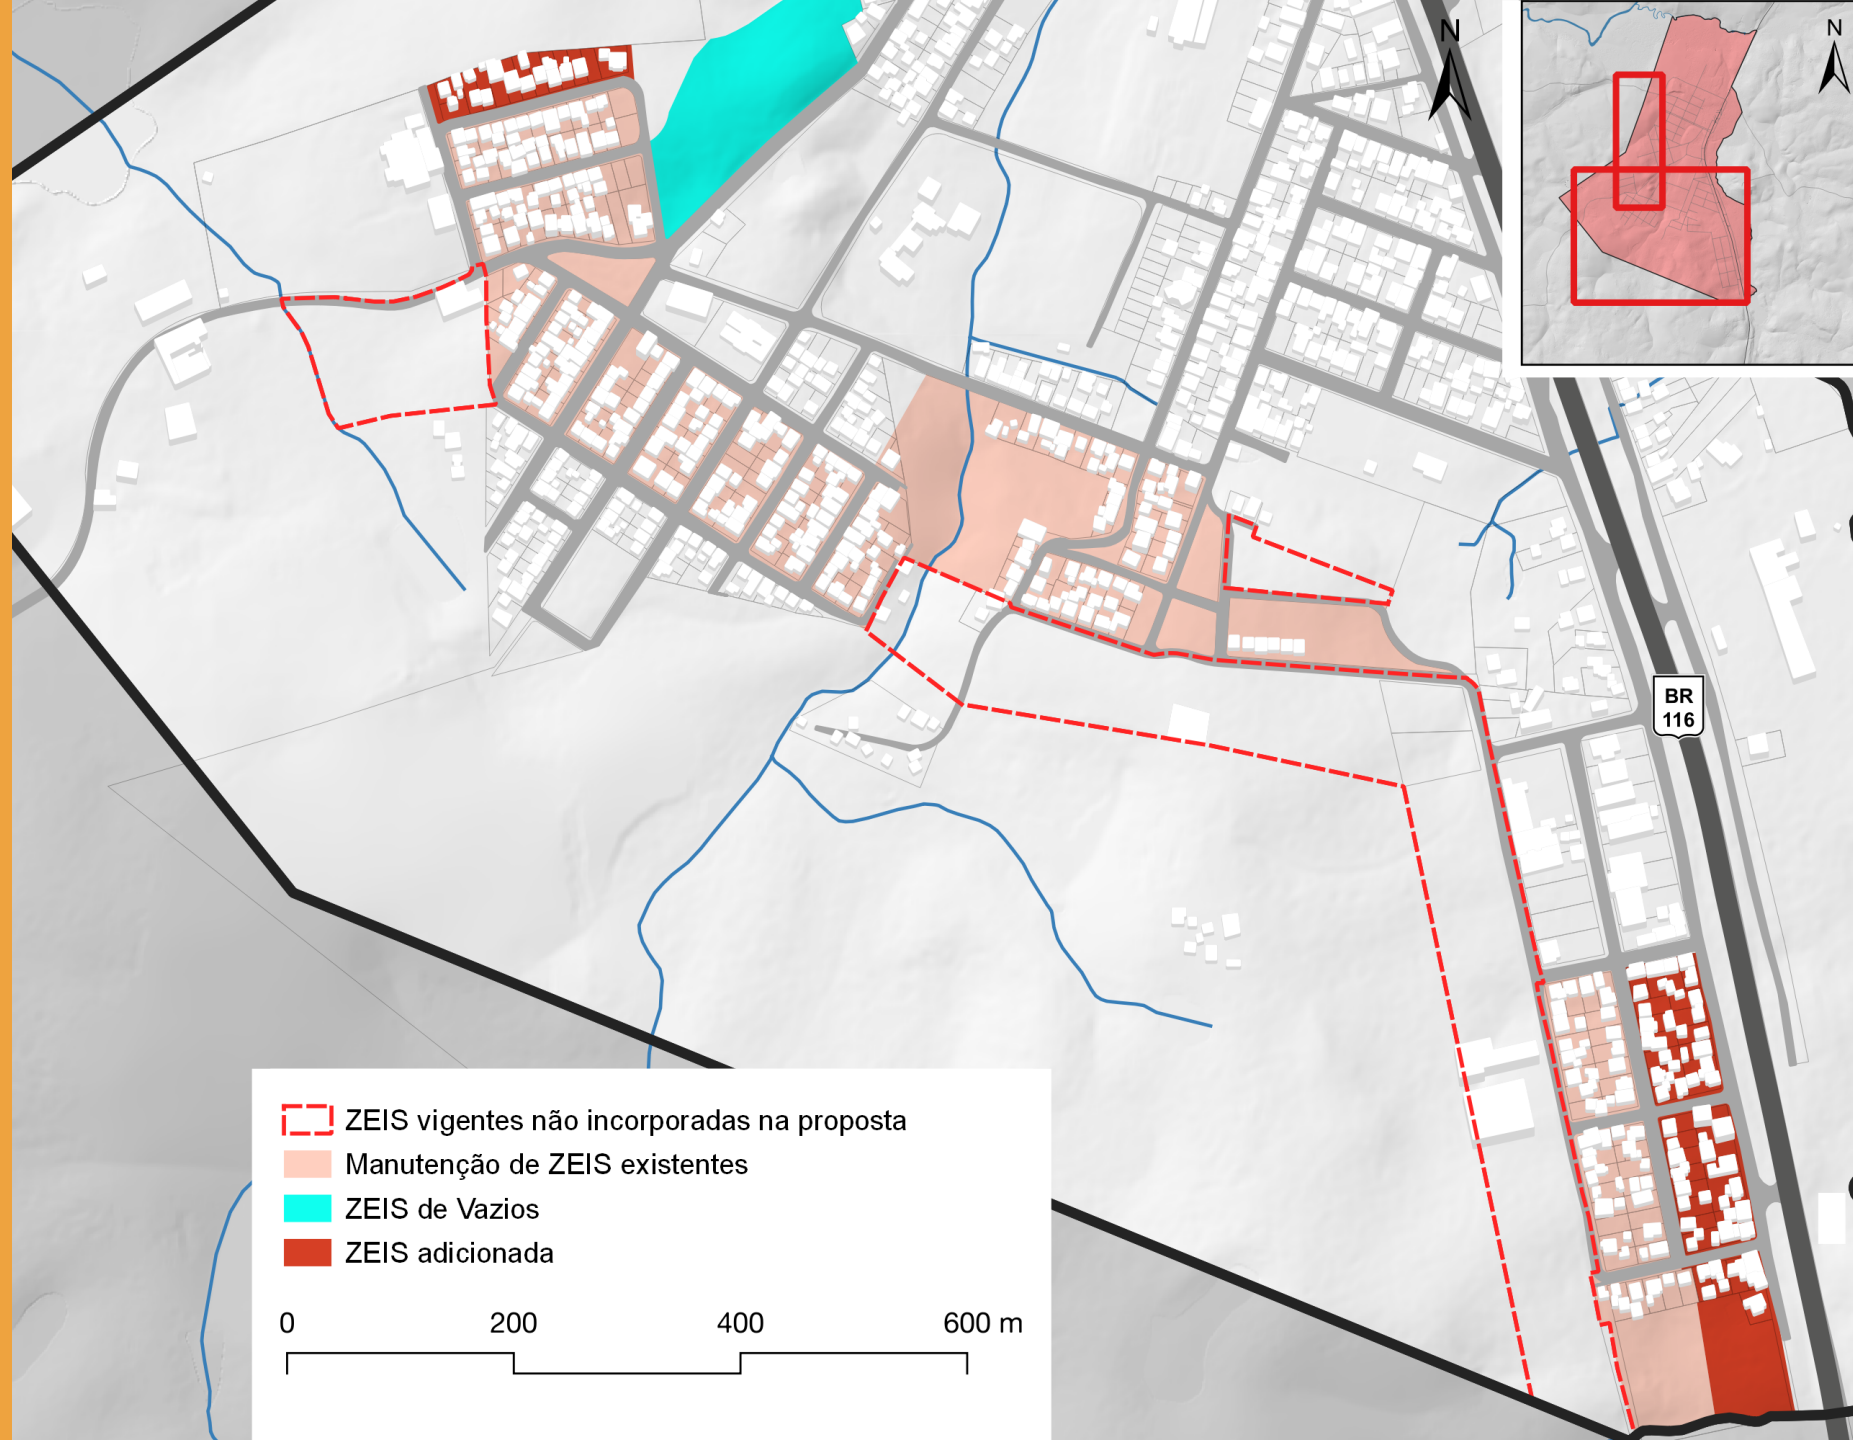 N
N
BR
116
ZEIS vigentes não incorporadas na proposta
Manutenção de ZEIS existentes
ZEIS de Vazios
ZEIS adicionada
0 200 400 600 m